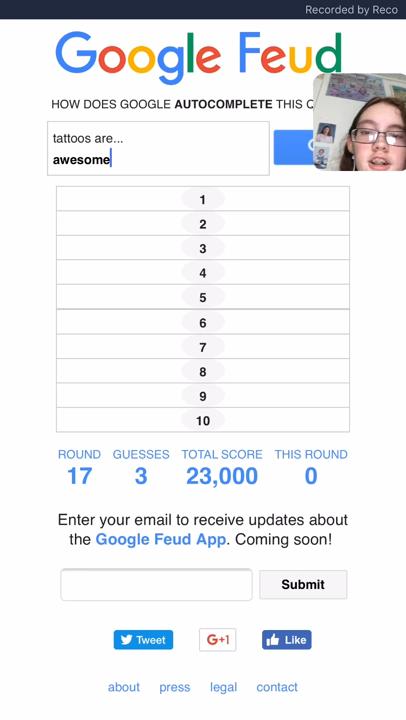 Recorded by Reco
Google Feud
HOW DOES GOOGLE AUTOCOMPLETE THIS Q
tattoos are...
awesome
1
2
3
4
5
6
7
8
9
10
ROUND GUESSES TOTAL SCORE THIS ROUND
17 3 23,000 0
Enter your email to receive updates about
the Google Feud App. Coming soon!
Submit
Tweet G+1 Like
about press legal contact